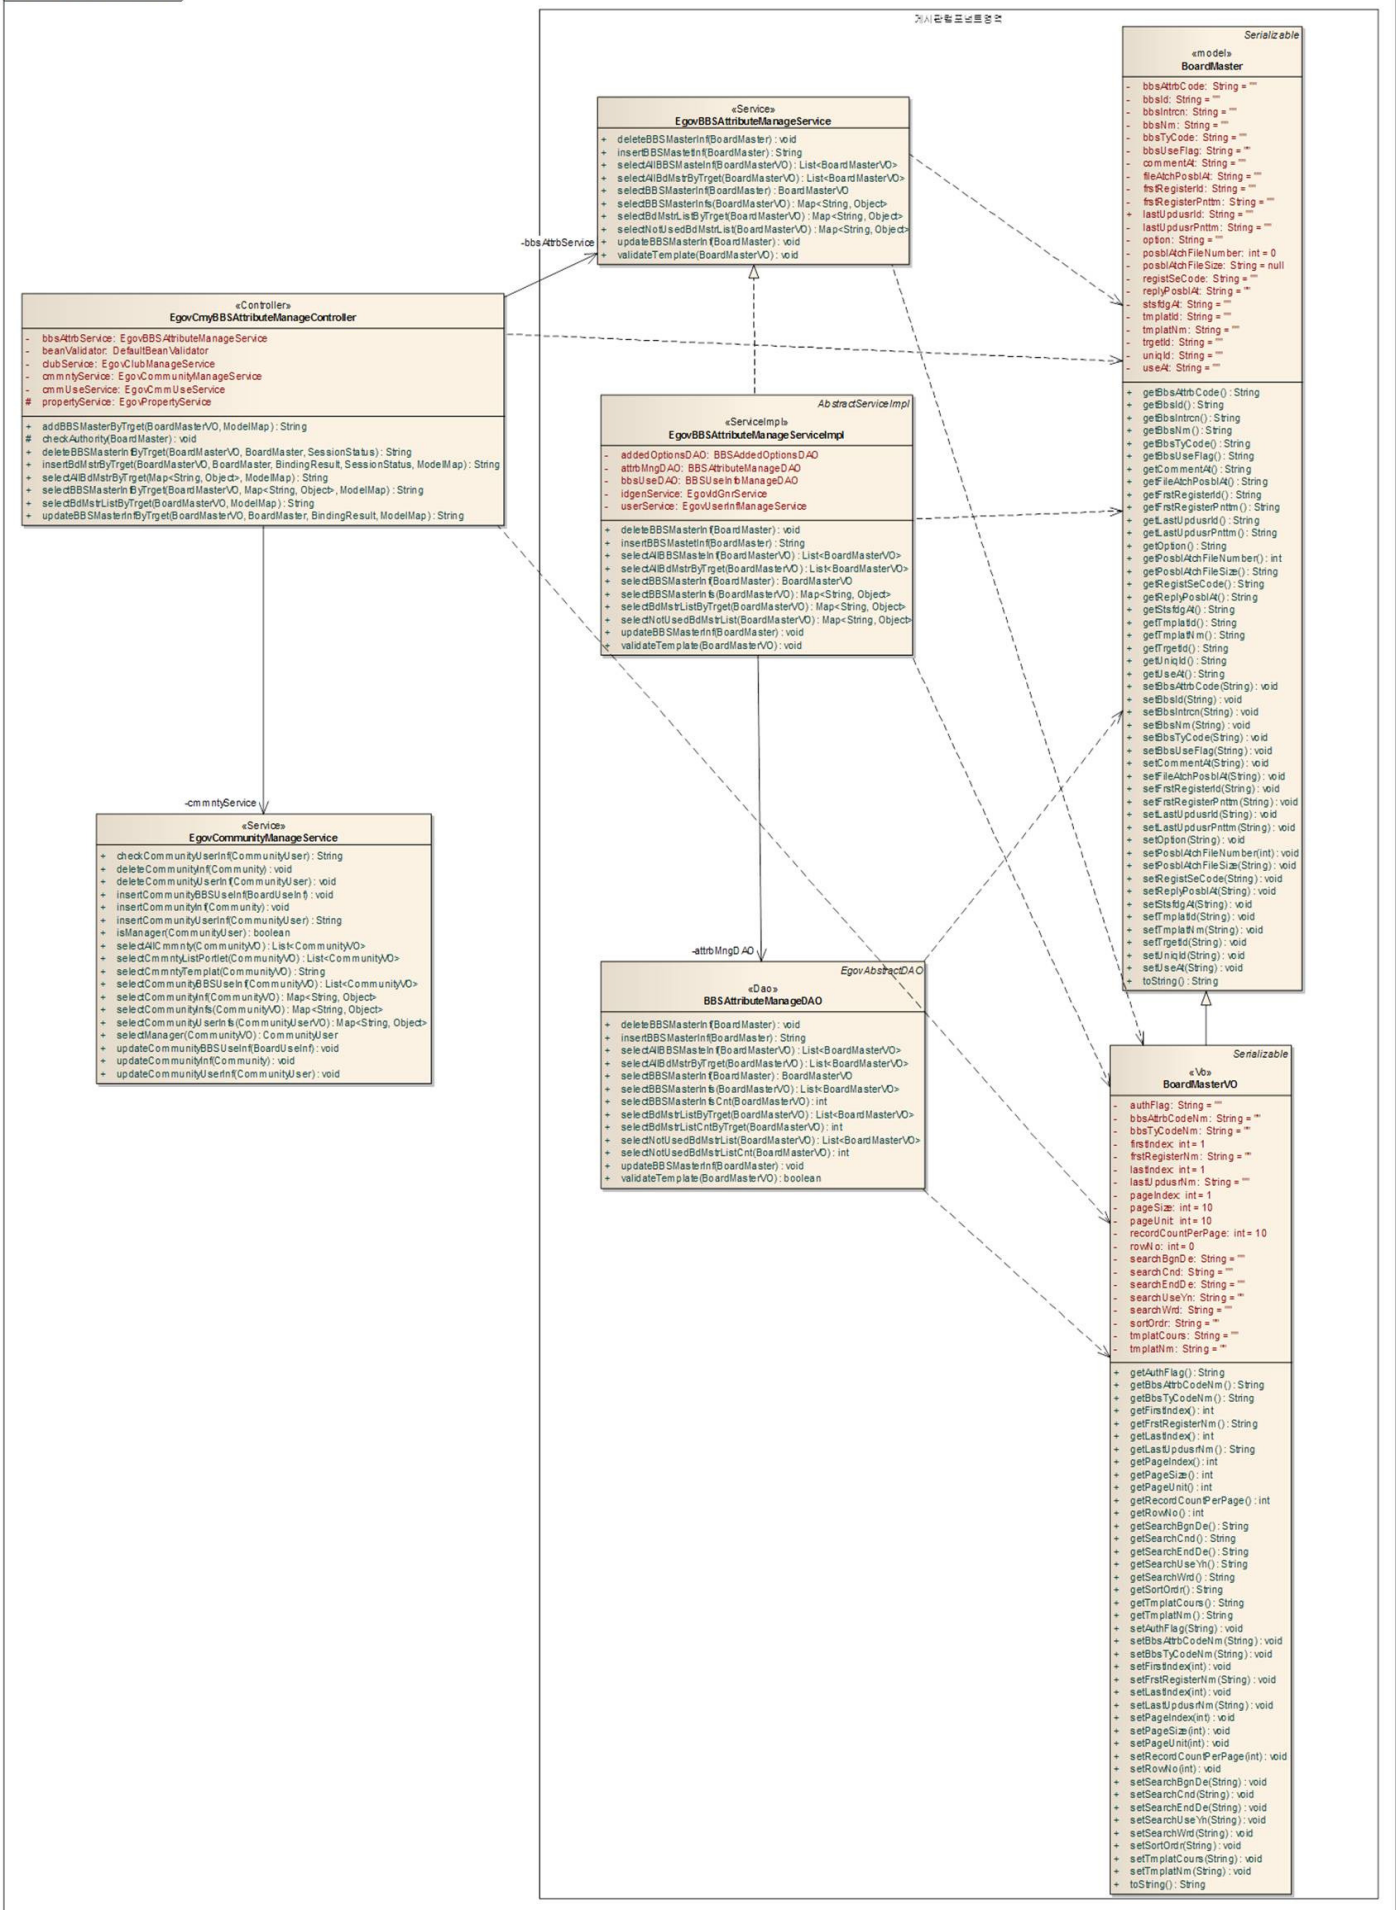 게시판컴포넌트영역
«Controller»
EgovCmyBBSAttributeManageController
- bbsAttrbService: EgovBBSAttributeManageService
- beanValidator: DefaultBeanValidator
- clubService: EgovClubManageService
- cmmntyService: EgovCommunityManageService
- cmmUseService: EgovCmmUseService
# propertyService: EgovPropertyService
+ addBBSMasterByTrget(BoardMasterVO, ModelMap) : String
# checkAuthority(BoardMaster) : void
+ deleteBBSMasterInfByTrget(BoardMasterVO, BoardMaster, SessionStatus) : String
+ insertBdMstrByTrget(BoardMasterVO, BoardMaster, BindingResult, SessionStatus, ModelMap) : String
+ selectAllBdMstrByTrget(Map<String, Object>, ModelMap) : String
+ selectBBSMasterInfByTrget(BoardMasterVO, Map<String, Object>, ModelMap) : String
+ selectBdMstrListByTrget(BoardMasterVO, ModelMap) : String
+ updateBBSMasterInfByTrget(BoardMasterVO, BoardMaster, BindingResult, ModelMap) : String
-bbsAttrbService
«Service»
EgovBBSAttributeManageService
+ deleteBBSMasterInf(BoardMaster) : void
+ insertBBSMastetInf(BoardMaster) : String
+ selectAllBBSMasteInf(BoardMasterVO) : List<BoardMasterVO>
+ selectAllBdMstrByTrget(BoardMasterVO) : List<BoardMasterVO>
+ selectBBSMasterInf(BoardMaster) : BoardMasterVO
+ selectBBSMasterInfs(BoardMasterVO) : Map<String, Object>
+ selectBdMstrListByTrget(BoardMasterVO) : Map<String, Object>
+ selectNotUsedBdMstrList(BoardMasterVO) : Map<String, Object>
+ updateBBSMasterInf(BoardMaster) : void
+ validateTemplate(BoardMasterVO) : void
AbstractServiceImpl
«ServiceImpl»
EgovBBSAttributeManageServiceImpl
- addedOptionsDAO: BBSAddedOptionsDAO
- attrbMngDAO: BBSAttributeManageDAO
- bbsUseDAO: BBSUseInfoManageDAO
- idgenService: EgovIdGnrService
- userService: EgovUserInfManageService
+ deleteBBSMasterInf(BoardMaster) : void
+ insertBBSMastetInf(BoardMaster) : String
+ selectAllBBSMasteInf(BoardMasterVO) : List<BoardMasterVO>
+ selectAllBdMstrByTrget(BoardMasterVO) : List<BoardMasterVO>
+ selectBBSMasterInf(BoardMaster) : BoardMasterVO
+ selectBBSMasterInfs(BoardMasterVO) : Map<String, Object>
+ selectBdMstrListByTrget(BoardMasterVO) : Map<String, Object>
+ selectNotUsedBdMstrList(BoardMasterVO) : Map<String, Object>
+ updateBBSMasterInf(BoardMaster) : void
+ validateTemplate(BoardMasterVO) : void
-cmmntyService
«Service»
EgovCommunityManageService
+ checkCommunityUserInf(CommunityUser) : String
+ deleteCommunityInf(Community) : void
+ deleteCommunityUserInf(CommunityUser) : void
+ insertCommunityBBSUseInf(BoardUseInf) : void
+ insertCommunityInf(Community) : void
+ insertCommunityUserInf(CommunityUser) : String
+ isManager(CommunityUser) : boolean
+ selectAllCmmnty(CommunityVO) : List<CommunityVO>
+ selectCmmntyListPortlet(CommunityVO) : List<CommunityVO>
+ selectCmmntyTemplat(CommunityVO) : String
+ selectCommunityBBSUseInf(CommunityVO) : List<CommunityVO>
+ selectCommunityInf(CommunityVO) : Map<String, Object>
+ selectCommunityInfs(CommunityVO) : Map<String, Object>
+ selectCommunityUserInfs(CommunityUserVO) : Map<String, Object>
+ selectManager(CommunityVO) : CommunityUser
+ updateCommunityBBSUseInf(BoardUseInf) : void
+ updateCommunityInf(Community) : void
+ updateCommunityUserInf(CommunityUser) : void
-attrbMngDAO
EgovAbstractDAO
«Dao»
BBSAttributeManageDAO
+ deleteBBSMasterInf(BoardMaster) : void
+ insertBBSMasterInf(BoardMaster) : String
+ selectAllBBSMasteInf(BoardMasterVO) : List<BoardMasterVO>
+ selectAllBdMstrByTrget(BoardMasterVO) : List<BoardMasterVO>
+ selectBBSMasterInf(BoardMaster) : BoardMasterVO
+ selectBBSMasterInfs(BoardMasterVO) : List<BoardMasterVO>
+ selectBBSMasterInfsCnt(BoardMasterVO) : int
+ selectBdMstrListByTrget(BoardMasterVO) : List<BoardMasterVO>
+ selectBdMstrListCntByTrget(BoardMasterVO) : int
+ selectNotUsedBdMstrList(BoardMasterVO) : List<BoardMasterVO>
+ selectNotUsedBdMstrListCnt(BoardMasterVO) : int
+ updateBBSMasterInf(BoardMaster) : void
+ validateTemplate(BoardMasterVO) : boolean
Serializable
«model»
BoardMaster
- bbsAttrbCode: String = ""
- bbsId: String = ""
- bbsIntrcn: String = ""
- bbsNm: String = ""
- bbsTyCode: String = ""
- bbsUseFlag: String = ""
- commentAt: String = ""
- fileAtchPosblAt: String = ""
- frstRegisterId: String = ""
- frstRegisterPnttm: String = ""
+ lastUpdusrId: String = ""
- lastUpdusrPnttm: String = ""
- option: String = ""
- posblAtchFileNumber: int = 0
- posblAtchFileSize: String = null
- registSeCode: String = ""
- replyPosblAt: String = ""
- stsfdgAt: String = ""
- tmplatId: String = ""
- tmplatNm: String = ""
- trgetId: String = ""
- uniqId: String = ""
- useAt: String = ""
+ getBbsAttrbCode() : String
+ getBbsId() : String
+ getBbsIntrcn() : String
+ getBbsNm() : String
+ getBbsTyCode() : String
+ getBbsUseFlag() : String
+ getCommentAt() : String
+ getFileAtchPosblAt() : String
+ getFrstRegisterId() : String
+ getFrstRegisterPnttm() : String
+ getLastUpdusrId() : String
+ getLastUpdusrPnttm() : String
+ getOption() : String
+ getPosblAtchFileNumber() : int
+ getPosblAtchFileSize() : String
+ getRegistSeCode() : String
+ getReplyPosblAt() : String
+ getStsfdgAt() : String
+ getTmplatId() : String
+ getTmplatNm() : String
+ getTrgetId() : String
+ getUniqId() : String
+ getUseAt() : String
+ setBbsAttrbCode(String) : void
+ setBbsId(String) : void
+ setBbsIntrcn(String) : void
+ setBbsNm(String) : void
+ setBbsTyCode(String) : void
+ setBbsUseFlag(String) : void
+ setCommentAt(String) : void
+ setFileAtchPosblAt(String) : void
+ setFrstRegisterId(String) : void
+ setFrstRegisterPnttm(String) : void
+ setLastUpdusrId(String) : void
+ setLastUpdusrPnttm(String) : void
+ setOption(String) : void
+ setPosblAtchFileNumber(int) : void
+ setPosblAtchFileSize(String) : void
+ setRegistSeCode(String) : void
+ setReplyPosblAt(String) : void
+ setStsfdgAt(String) : void
+ setTmplatId(String) : void
+ setTmplatNm(String) : void
+ setTrgetId(String) : void
+ setUniqId(String) : void
+ setUseAt(String) : void
+ toString() : String
Serializable
«Vo»
BoardMasterVO
- authFlag: String = ""
- bbsAttrbCodeNm: String = ""
- bbsTyCodeNm: String = ""
- firstIndex: int = 1
- frstRegisterNm: String = ""
- lastIndex: int = 1
- lastUpdusrNm: String = ""
- pageIndex: int = 1
- pageSize: int = 10
- pageUnit: int = 10
- recordCountPerPage: int = 10
- rowNo: int = 0
- searchBgnDe: String = ""
- searchCnd: String = ""
- searchEndDe: String = ""
- searchUseYn: String = ""
- searchWrd: String = ""
- sortOrdr: String = ""
- tmplatCours: String = ""
- tmplatNm: String = ""
+ getAuthFlag() : String
+ getBbsAttrbCodeNm() : String
+ getBbsTyCodeNm() : String
+ getFirstIndex() : int
+ getFrstRegisterNm() : String
+ getLastIndex() : int
+ getLastUpdusrNm() : String
+ getPageIndex() : int
+ getPageSize() : int
+ getPageUnit() : int
+ getRecordCountPerPage() : int
+ getRowNo() : int
+ getSearchBgnDe() : String
+ getSearchCnd() : String
+ getSearchEndDe() : String
+ getSearchUseYn() : String
+ getSearchWrd() : String
+ getSortOrdr() : String
+ getTmplatCours() : String
+ getTmplatNm() : String
+ setAuthFlag(String) : void
+ setBbsAttrbCodeNm(String) : void
+ setBbsTyCodeNm(String) : void
+ setFirstIndex(int) : void
+ setFrstRegisterNm(String) : void
+ setLastIndex(int) : void
+ setLastUpdusrNm(String) : void
+ setPageIndex(int) : void
+ setPageSize(int) : void
+ setPageUnit(int) : void
+ setRecordCountPerPage(int) : void
+ setRowNo(int) : void
+ setSearchBgnDe(String) : void
+ setSearchCnd(String) : void
+ setSearchEndDe(String) : void
+ setSearchUseYn(String) : void
+ setSearchWrd(String) : void
+ setSortOrdr(String) : void
+ setTmplatCours(String) : void
+ setTmplatNm(String) : void
+ toString() : String